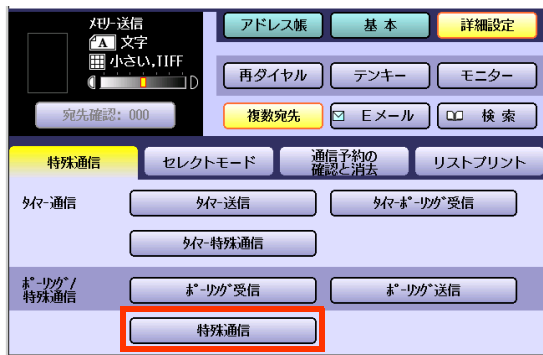 ﾒﾓﾘｰ送信
A 文字
小さい,TIFF
D
宛先確認: 000
アドレス帳
基 本
詳細設定
再ダイヤル
テンキー
モニター
複数宛先
Eメール
検 索
特殊通信
セレクトモード
通信予約の
確認と消去
リストプリント
ﾀｲﾏｰ通信
ﾀｲﾏｰ送信
ﾀｲﾏｰﾎﾟｰﾘﾝｸﾞ受信
ﾀｲﾏｰ特殊通信
ﾎﾟｰﾘﾝｸﾞ/
特殊通信
ﾎﾟｰﾘﾝｸﾞ受信
ﾎﾟｰﾘﾝｸﾞ送信
特殊通信